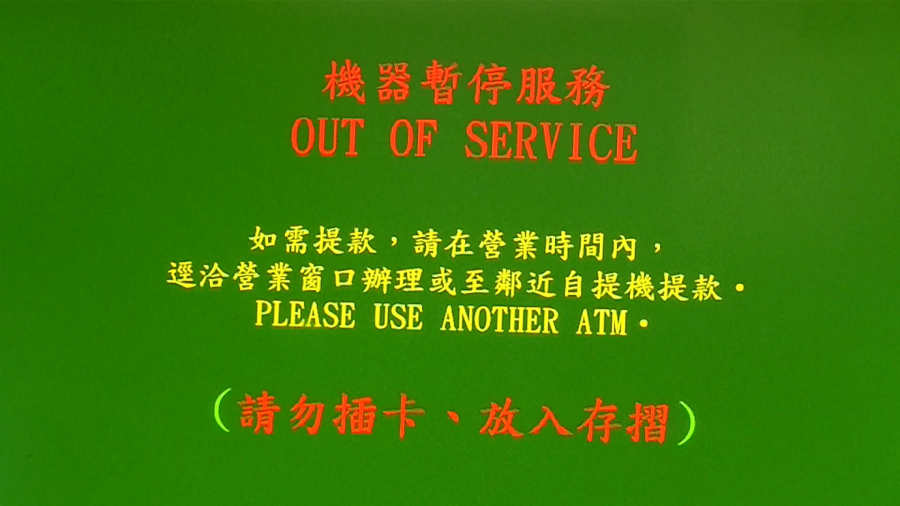 機器暫停服務
OUT OF SERVICE
如需提款，請在營業時間內，
逕洽營業窗口辦理或至鄰近自提機提款。
PLEASE USE ANOTHER ATM。
（請勿插卡、放入存摺）